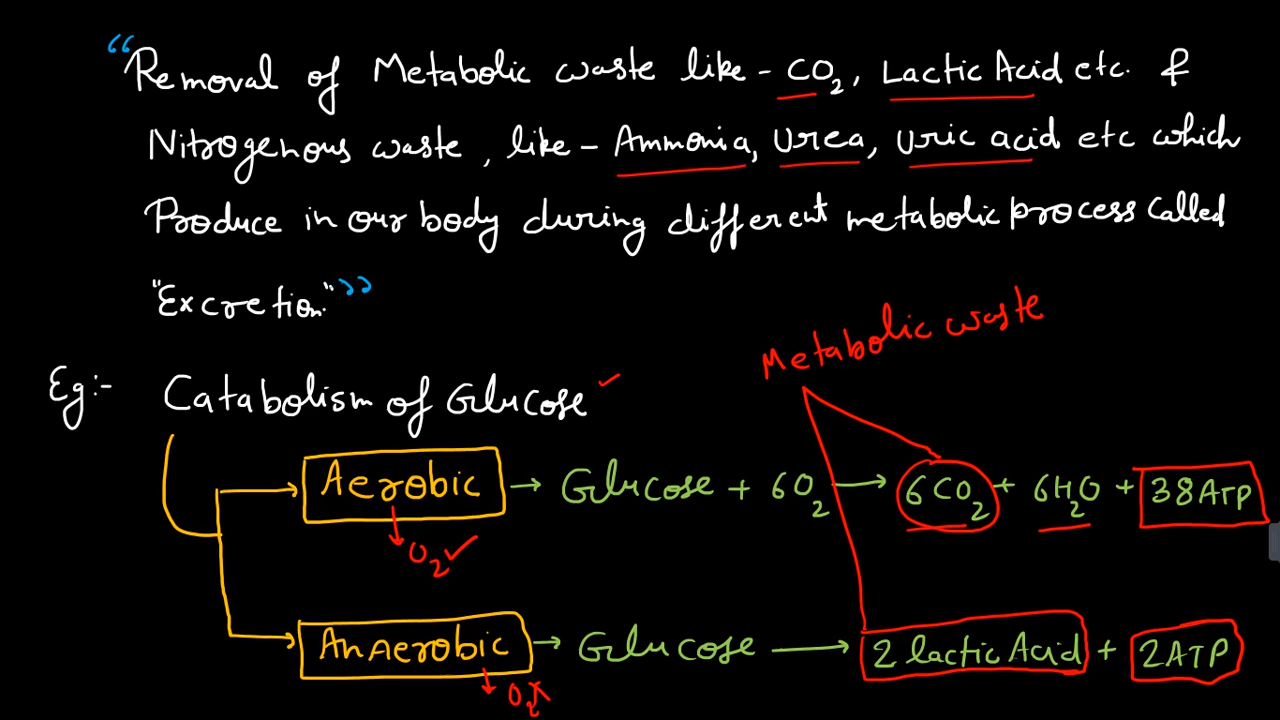 “Removal of Metabolic waste like - CO₂, Lactic Acid etc. &
Nitrogenous waste, like - Ammonia, Urea, Uric acid etc which
Produce in our body during different metabolic process called
"Excretion."”
Metabolic waste
Eg:- Catabolism of Glucose ✓
Aerobic → Glucose + 6O₂ → 6CO₂ + 6H₂O + 38ATP
O₂ ✓
Anaerobic → Glucose → 2 lactic Acid + 2ATP
O₂ X